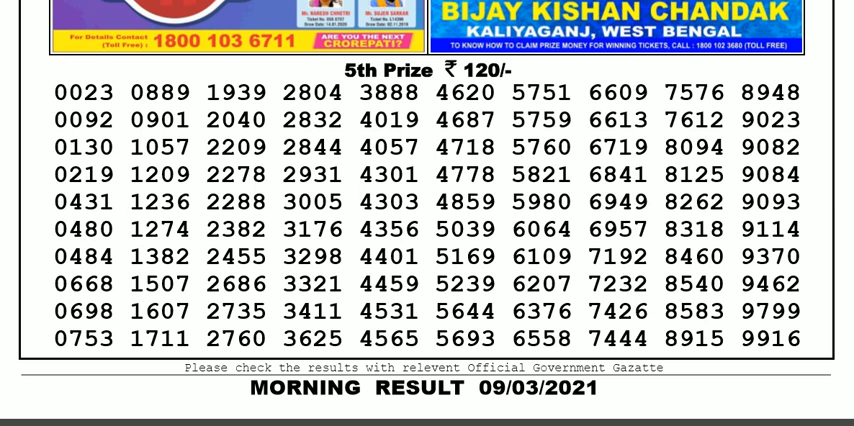 Mr. NARESH CHHETRI
Mr. SUJEN SARKAR
For Details Contact
(Toll Free) : 1800 103 6711
ARE YOU THE NEXT
CROREPATI?
BIJAY KISHAN CHANDAK
KALIYAGANJ, WEST BENGAL
TO KNOW HOW TO CLAIM PRIZE MONEY FOR WINNING TICKETS, CALL : 1800 102 3680 (TOLL FREE)
5th Prize ₹ 120/-
0023 0889 1939 2804 3888 4620 5751 6609 7576 8948
0092 0901 2040 2832 4019 4687 5759 6613 7612 9023
0130 1057 2209 2844 4057 4718 5760 6719 8094 9082
0219 1209 2278 2931 4301 4778 5821 6841 8125 9084
0431 1236 2288 3005 4303 4859 5980 6949 8262 9093
0480 1274 2382 3176 4356 5039 6064 6957 8318 9114
0484 1382 2455 3298 4401 5169 6109 7192 8460 9370
0668 1507 2686 3321 4459 5239 6207 7232 8540 9462
0698 1607 2735 3411 4531 5644 6376 7426 8583 9799
0753 1711 2760 3625 4565 5693 6558 7444 8915 9916
Please check the results with relevent Official Government Gazatte
MORNING RESULT 09/03/2021